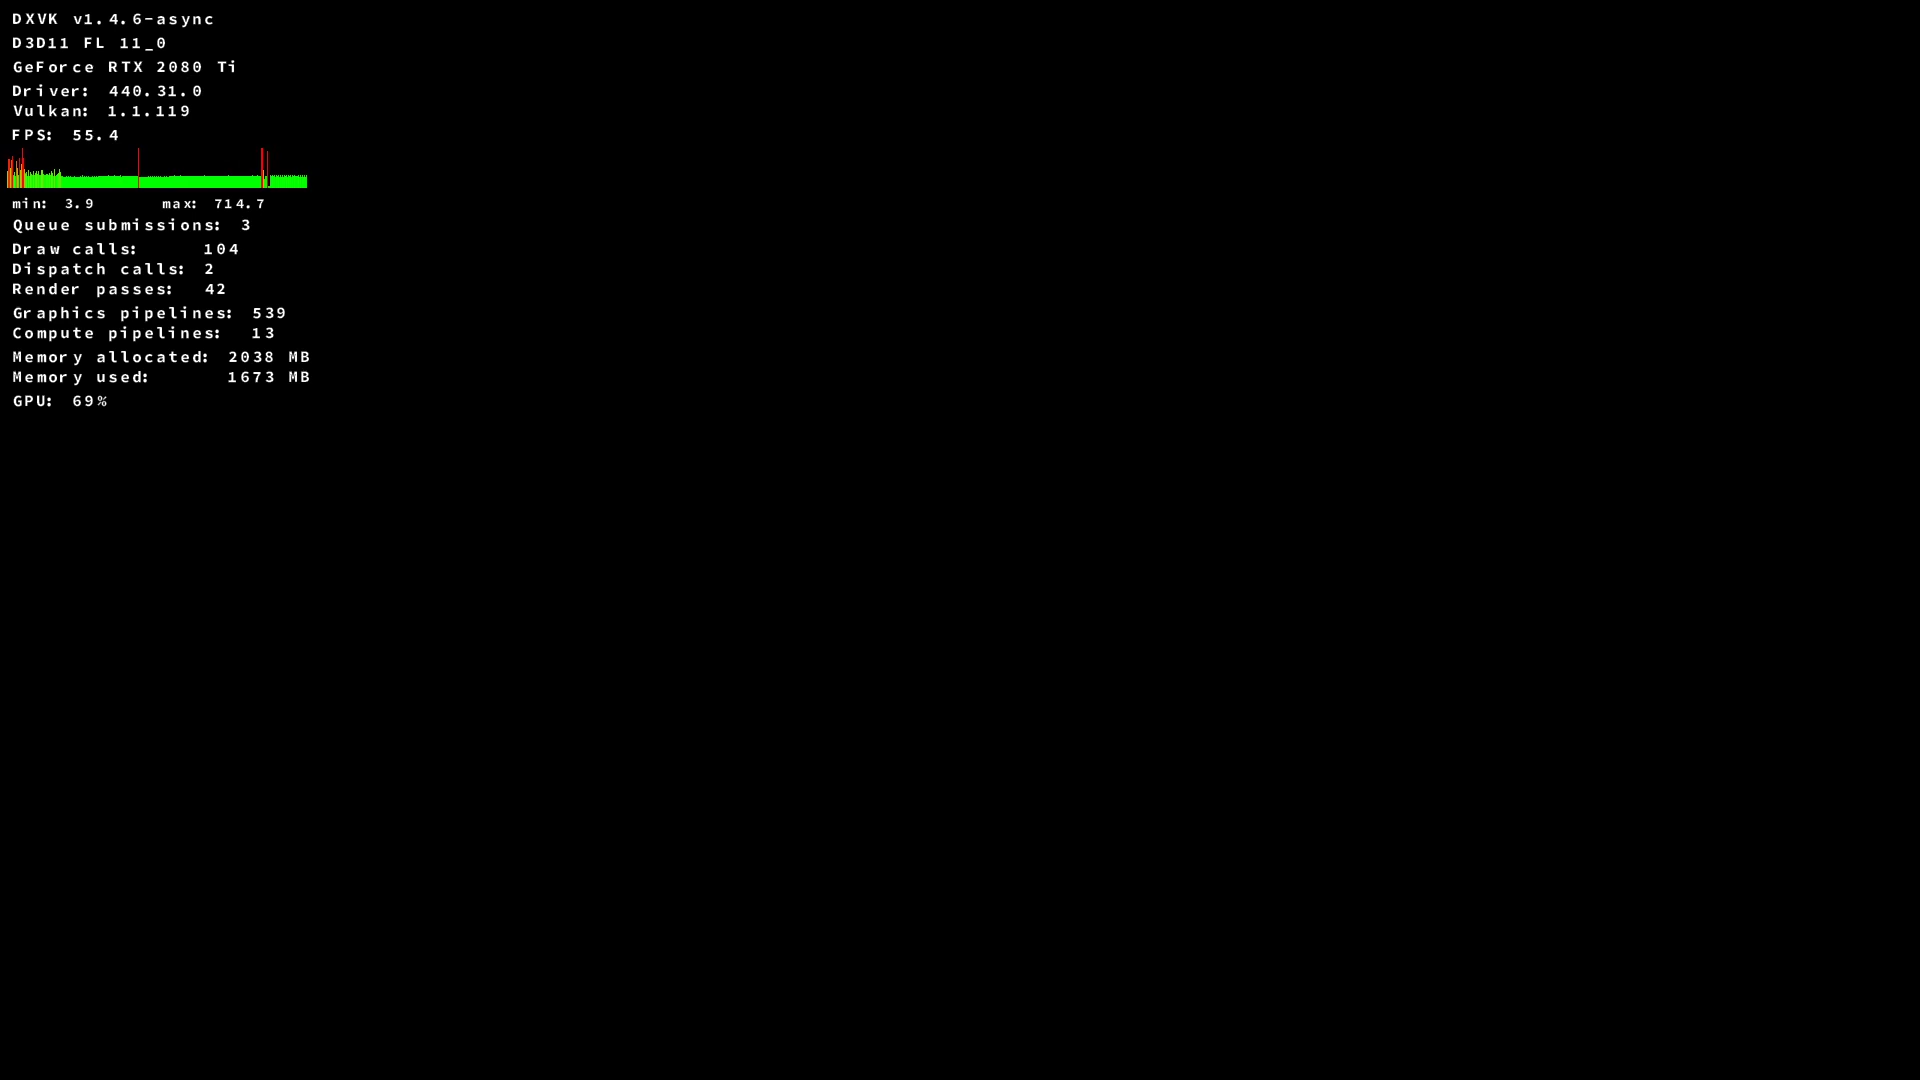 DXVK v1.4.6-async
D3D11 FL 11_0
GeForce RTX 2080 Ti
Driver: 440.31.0
Vulkan: 1.1.119
FPS: 55.4
min: 3.9 max: 714.7
Queue submissions: 3
Draw calls: 104
Dispatch calls: 2
Render passes: 42
Graphics pipelines: 539
Compute pipelines: 13
Memory allocated: 2038 MB
Memory used: 1673 MB
GPU: 69%